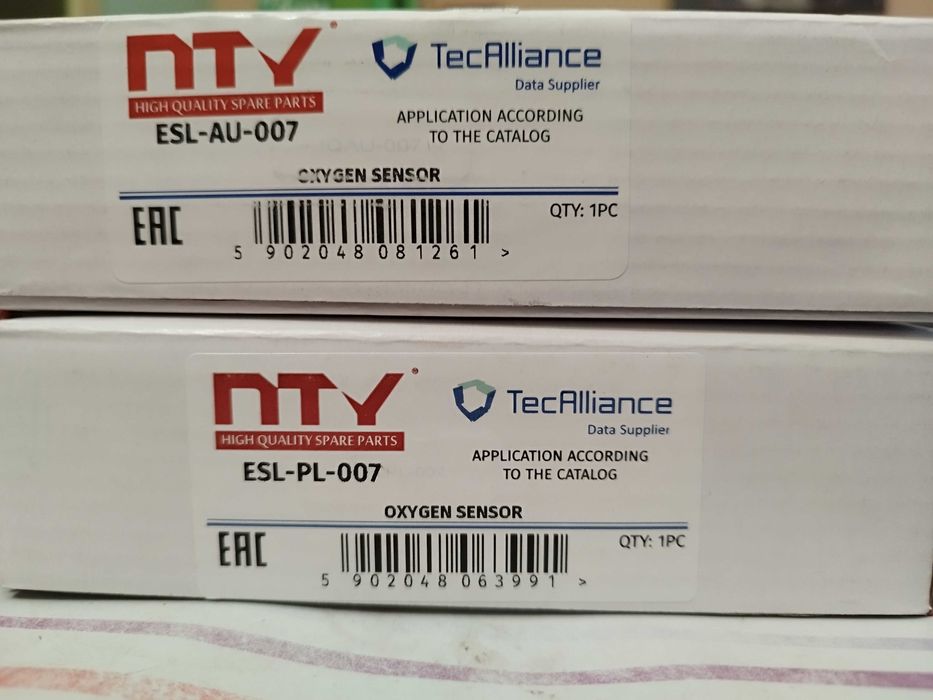 NTY
HIGH QUALITY SPARE PARTS
ESL-AU-007
TecAlliance
Data Supplier
APPLICATION ACCORDING
TO THE CATALOG
OXYGEN SENSOR
EAC
QTY: 1PC
5 902048 081261 >
NTY
HIGH QUALITY SPARE PARTS
ESL-PL-007
TecAlliance
Data Supplier
APPLICATION ACCORDING
TO THE CATALOG
OXYGEN SENSOR
EAC
QTY: 1PC
5 902048 063991 >